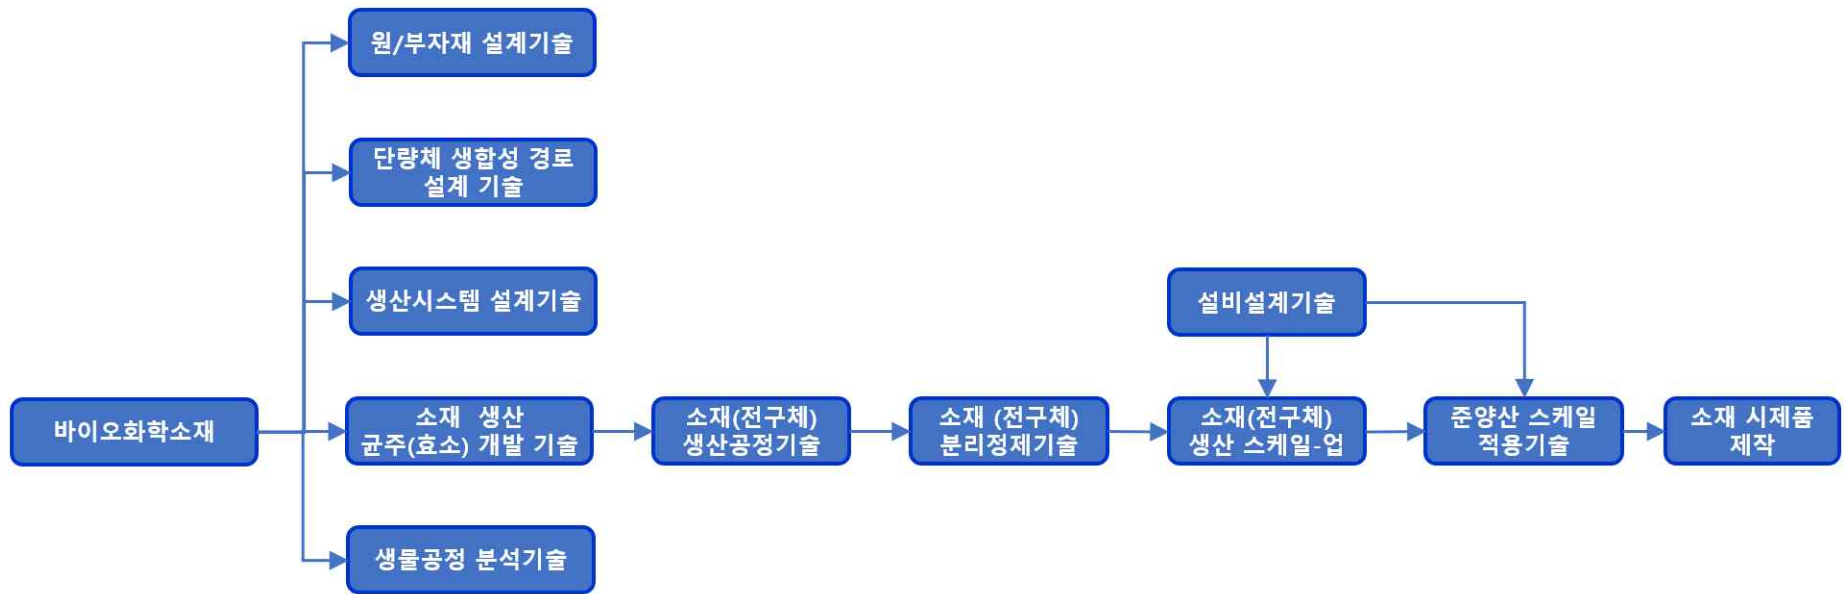 원/부자재 설계기술
단량체 생합성 경로
설계 기술
생산시스템 설계기술
설비설계기술
바이오화학소재
소재 생산
균주(효소) 개발 기술
소재(전구체)
생산공정기술
소재 (전구체)
분리정제기술
소재(전구체)
생산 스케일-업
준양산 스케일
적용기술
소재 시제품
제작
생물공정 분석기술